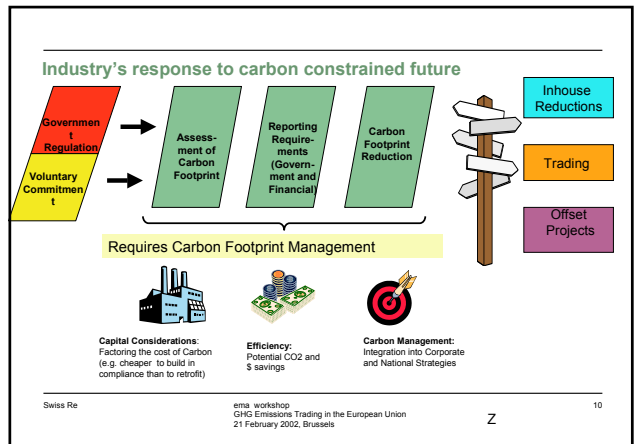 Industry's response to carbon constrained future
Governmen
t
Regulation
Voluntary
Commitmen
t
Assess-
ment of
Carbon
Footprint
Reporting
Require-
ments
(Govern-
ment and
Financial)
Carbon
Footprint
Reduction
Inhouse
Reductions
Trading
Offset
Projects
Requires Carbon Footprint Management
Capital Considerations:
Factoring the cost of Carbon
(e.g. cheaper to build in
compliance than to retrofit)
Efficiency:
Potential CO2 and
$ savings
Carbon Management:
Integration into Corporate
and National Strategies
Swiss Re
ema workshop
GHG Emissions Trading in the European Union
21 February 2002, Brussels
Z
10